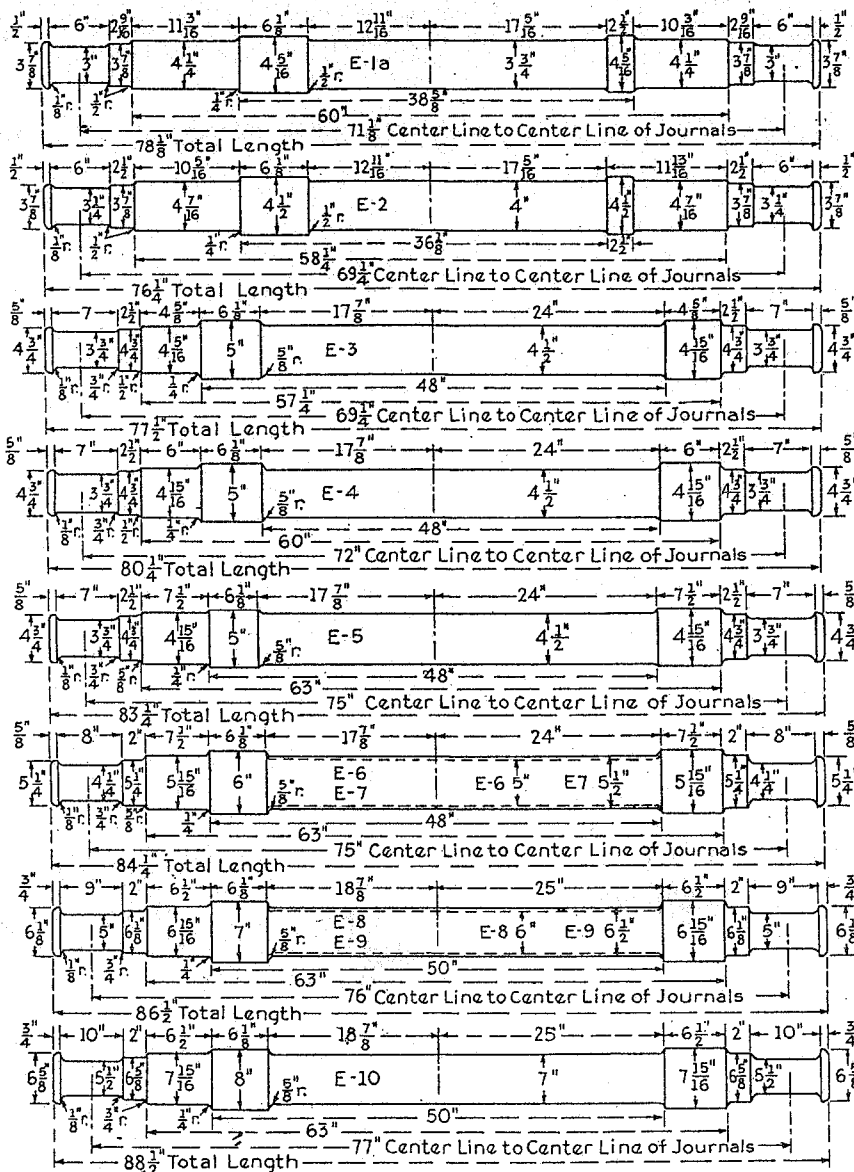 1/2" 6" 2 9/16" 11 3/16" 6 1/8" 12 11/16" 17 5/16" 2 1/2" 10 3/16" 2 9/16" 6" 1/2"
3 7/8" 3" 3 7/8" 4 1/4" 4 5/16" E-1a 3 3/4" 4 5/16" 4 1/4" 3 7/8" 3" 3 7/8"
1/8"r. 1/2"r. 1/4"r. 1/2"r. 38 5/8"
60"
71 1/8" Center Line to Center Line of Journals
78 1/8" Total Length
1/2" 6" 2 1/2" 10 5/16" 6 1/8" 12 11/16" 17 5/16" 11 13/16" 2 1/2" 6" 1/2"
3 7/8" 3 1/4" 3 7/8" 4 7/16" 4 1/2" E-2 4" 4 1/2" 4 7/16" 3 7/8" 3 1/4" 3 7/8"
1/8"r. 1/2"r. 1/4"r. 1/2"r. 36 1/8" 2 1/2"
58 3/4"
69 1/4" Center Line to Center Line of Journals
76 1/4" Total Length
5/8" 7" 2 1/2" 4 5/8" 6 1/8" 17 7/8" 24" 4 5/8" 2 1/2" 7" 5/8"
4 3/4" 3 3/4" 4 3/4" 4 5/16" 5" E-3 4 1/2" 4 15/16" 4 3/4" 3 3/4" 4 3/4"
1/8"r. 3/4"r. 1/2"r. 1/4"r. 5/8"r. 48"
57 1/4"
69 1/4" Center Line to Center Line of Journals
77 1/2" Total Length
5/8" 7" 2 1/2" 6" 6 1/8" 17 7/8" 24" 6" 2 1/2" 7" 5/8"
4 3/4" 3 3/4" 4 3/4" 4 15/16" 5" E-4 4 1/2" 4 15/16" 4 3/4" 3 3/4" 4 3/4"
1/8"r. 3/4"r. 1/2"r. 1/4"r. 5/8"r. 48"
60"
72" Center Line to Center Line of Journals
80 1/4" Total Length
5/8" 7" 2 1/2" 7 1/2" 6 1/8" 17 7/8" 24" 7 1/2" 2 1/2" 7" 5/8"
4 3/4" 3 3/4" 4 3/4" 4 15/16" 5" E-5 4 1/2" 4 15/16" 4 3/4" 3 3/4" 4 3/4"
1/8"r. 3/4"r. 5/8"r. 1/4"r. 5/8"r. 48"
63"
75" Center Line to Center Line of Journals
83 1/4" Total Length
5/8" 8" 2" 7 1/2" 6 1/8" 17 7/8" 24" 7 1/2" 2" 8" 5/8"
5 1/4" 4 1/4" 5 1/4" 5 15/16" 6" E-6 E-6 5" E7 5 1/2" 5 15/16" 5 1/4" 4 1/4" 5 1/4"
E-7
1/8"r. 3/4"r. 5/8"r. 1/4"r. 5/8"r. 48"
63"
75" Center Line to Center Line of Journals
84 1/4" Total Length
3/4" 9" 2" 6 1/2" 6 1/8" 18 7/8" 25" 6 1/2" 2" 9" 3/4"
6 1/8" 5" 6 1/8" 6 15/16" 7" E-8 E-8 6" E-9 6 1/2" 6 15/16" 6 1/8" 5" 6 1/8"
E-9
1/8"r. 3/4"r. 1/4"r. 5/8"r. 50"
63"
76" Center Line to Center Line of Journals
86 1/2" Total Length
3/4" 10" 2" 6 1/2" 6 1/8" 18 7/8" 25" 6 1/2" 2" 10" 3/4"
6 5/8" 5 1/2" 6 5/8" 7 15/16" 8" E-10 7" 7 15/16" 6 5/8" 5 1/2"
1/8"r. 3/4"r. 1/4"r. 5/8"r. 50"
63"
77" Center Line to Center Line of Journals
88 1/2" Total Length